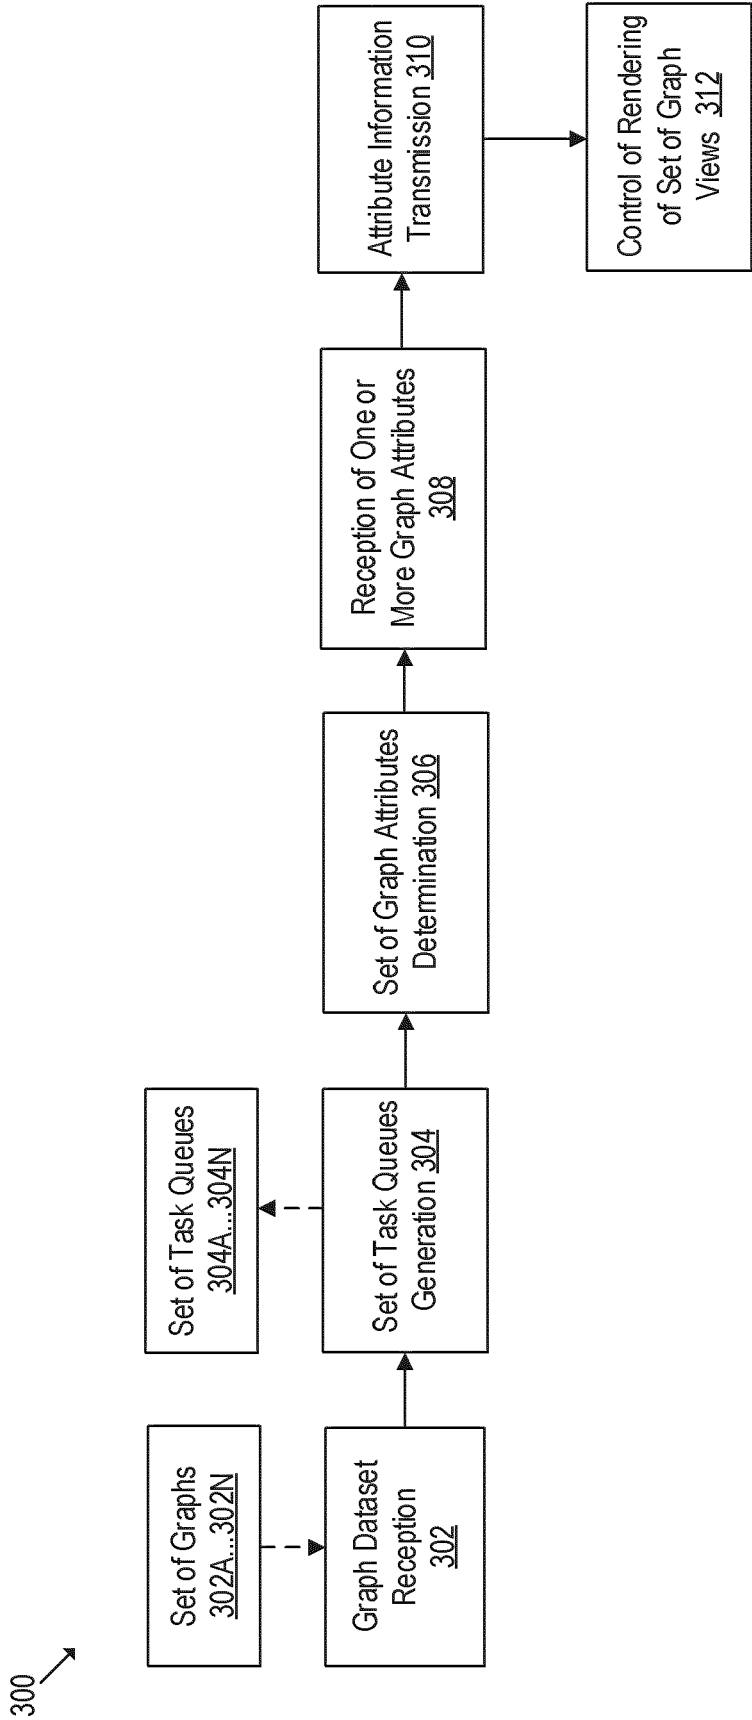 300
Set of Graphs
302A...302N
Set of Task Queues
304A...304N
Graph Dataset
Reception
302
Set of Task Queues
Generation 304
Set of Graph Attributes
Determination 306
Reception of One or
More Graph Attributes
308
Attribute Information
Transmission 310
Control of Rendering
of Set of Graph
Views 312